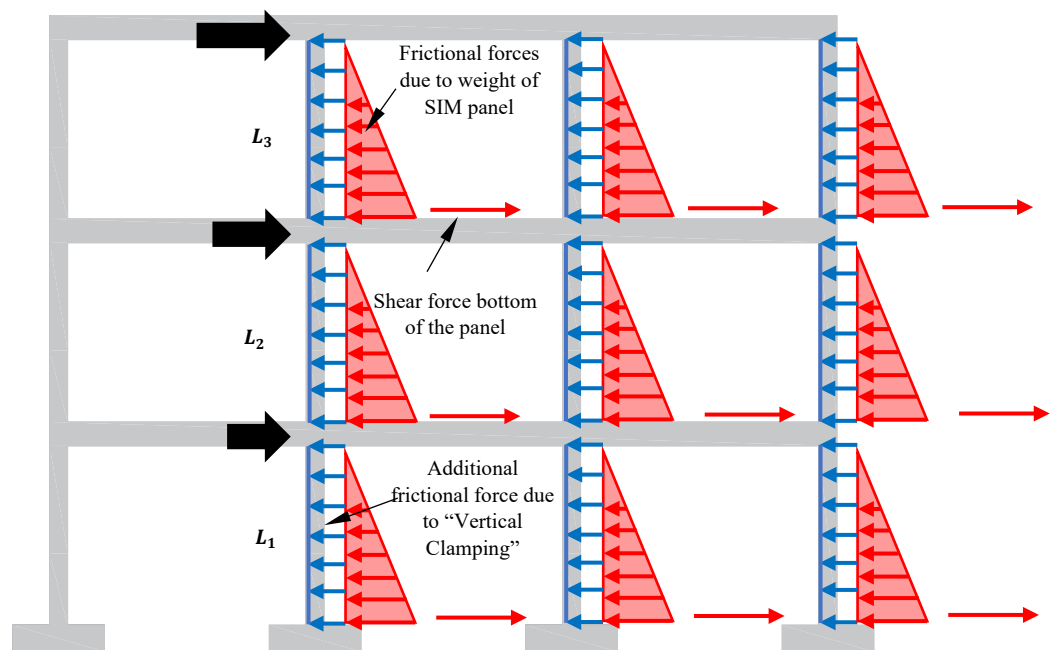 Frictional forces
due to weight of
SIM panel
L₃
Shear force bottom
of the panel
L₂
Additional
frictional force due
to “Vertical
Clamping”
L₁